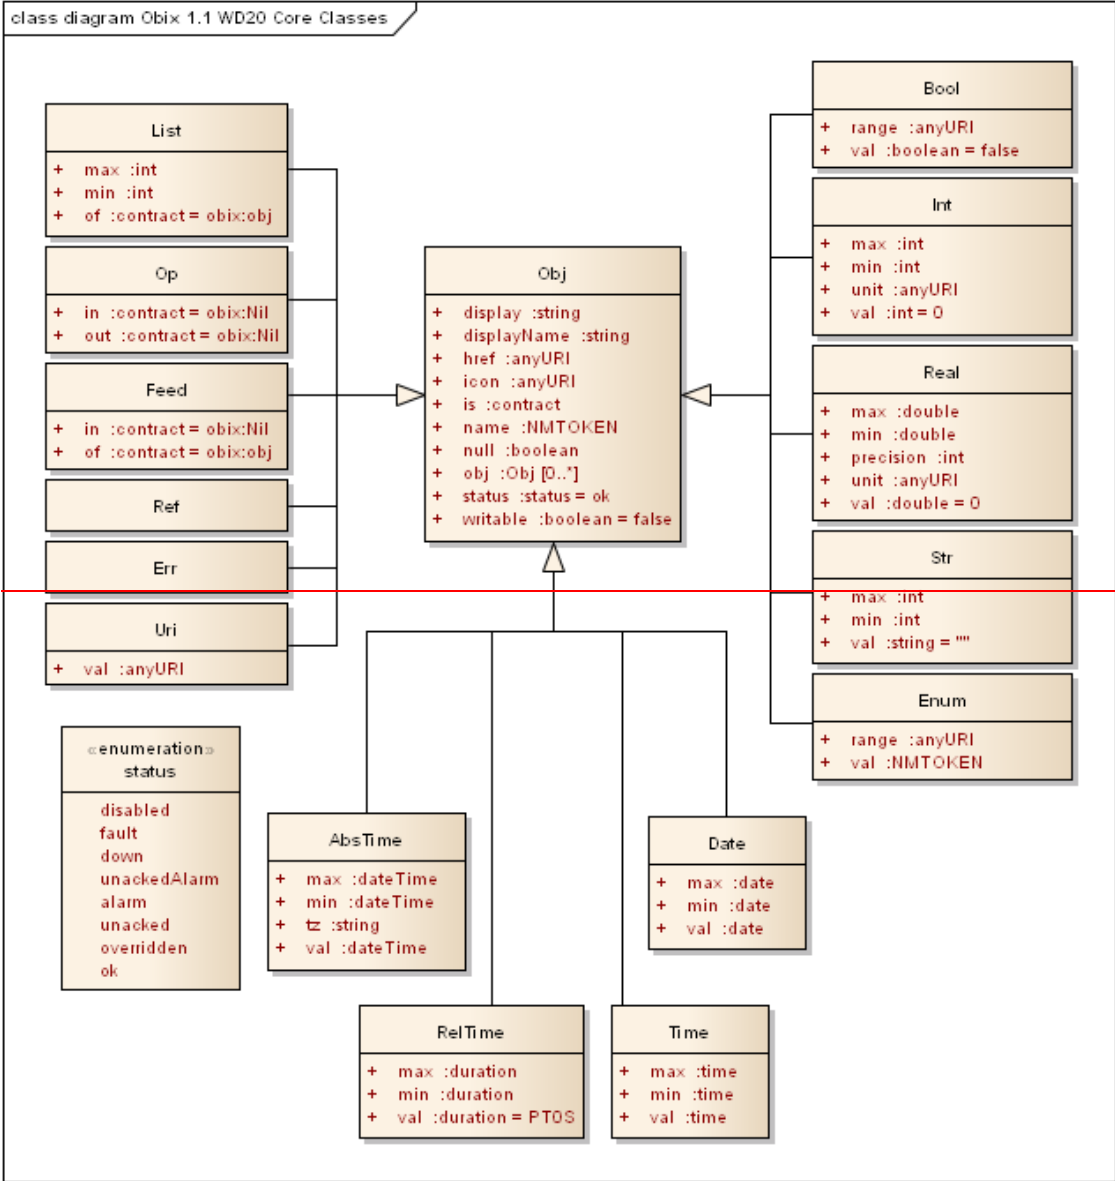 class diagram Obix 1.1 WD20 Core Classes
List
+ max :int
+ min :int
+ of :contract = obix:obj
Op
+ in :contract = obix:Nil
+ out :contract = obix:Nil
Feed
+ in :contract = obix:Nil
+ of :contract = obix:obj
Ref
Err
Uri
+ val :anyURI
«enumeration»
status
disabled
fault
down
unackedAlarm
alarm
unacked
overridden
ok
Obj
+ display :string
+ displayName :string
+ href :anyURI
+ icon :anyURI
+ is :contract
+ name :NMTOKEN
+ null :boolean
+ obj :Obj [0..*]
+ status :status = ok
+ writable :boolean = false
Bool
+ range :anyURI
+ val :boolean = false
Int
+ max :int
+ min :int
+ unit :anyURI
+ val :int = 0
Real
+ max :double
+ min :double
+ precision :int
+ unit :anyURI
+ val :double = 0
Str
+ max :int
+ min :int
+ val :string = ""
Enum
+ range :anyURI
+ val :NMTOKEN
AbsTime
+ max :dateTime
+ min :dateTime
+ tz :string
+ val :dateTime
Date
+ max :date
+ min :date
+ val :date
RelTime
+ max :duration
+ min :duration
+ val :duration = PT0S
Time
+ max :time
+ min :time
+ val :time